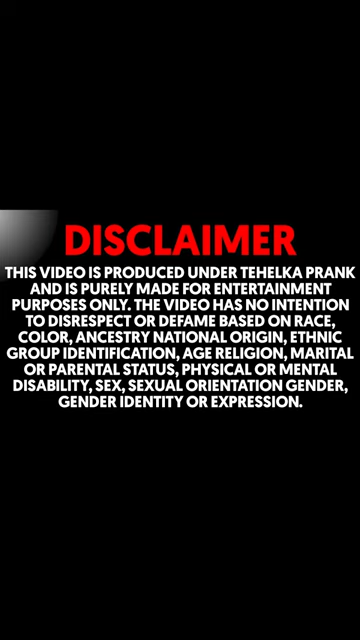 DISCLAIMER
THIS VIDEO IS PRODUCED UNDER TEHELKA PRANK
AND IS PURELY MADE FOR ENTERTAINMENT
PURPOSES ONLY. THE VIDEO HAS NO INTENTION
TO DISRESPECT OR DEFAME BASED ON RACE,
COLOR, ANCESTRY NATIONAL ORIGIN, ETHNIC
GROUP IDENTIFICATION, AGE RELIGION, MARITAL
OR PARENTAL STATUS, PHYSICAL OR MENTAL
DISABILITY, SEX, SEXUAL ORIENTATION GENDER,
GENDER IDENTITY OR EXPRESSION.